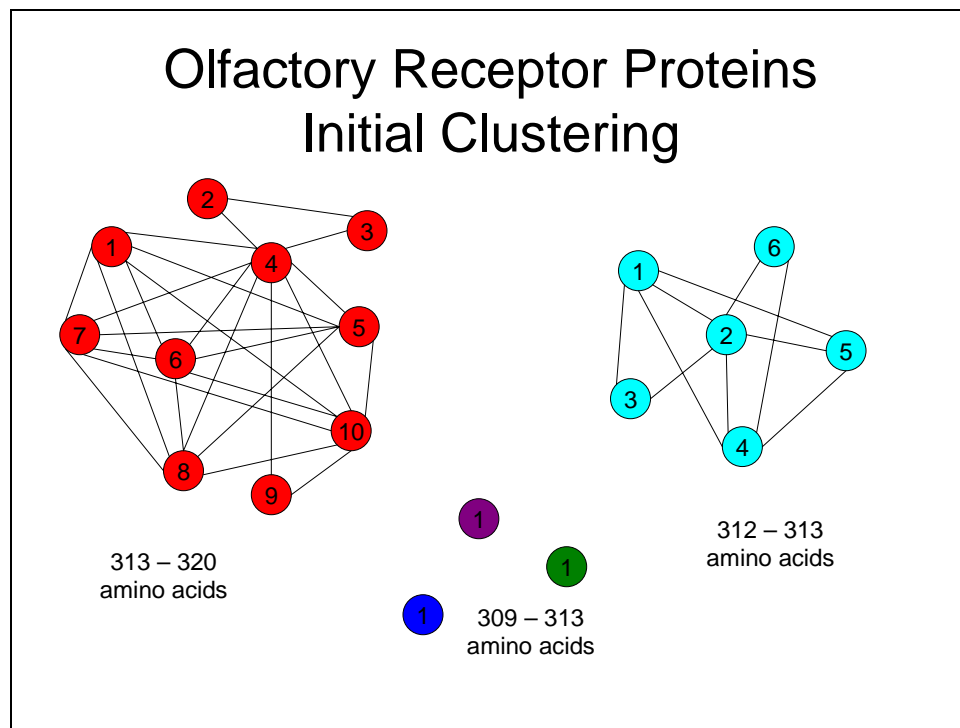 Olfactory Receptor Proteins
Initial Clustering
2
3
1
4
7
6
5
10
8
9
313 – 320
amino acids
6
1
2
5
3
4
312 – 313
amino acids
1
1
1
309 – 313
amino acids